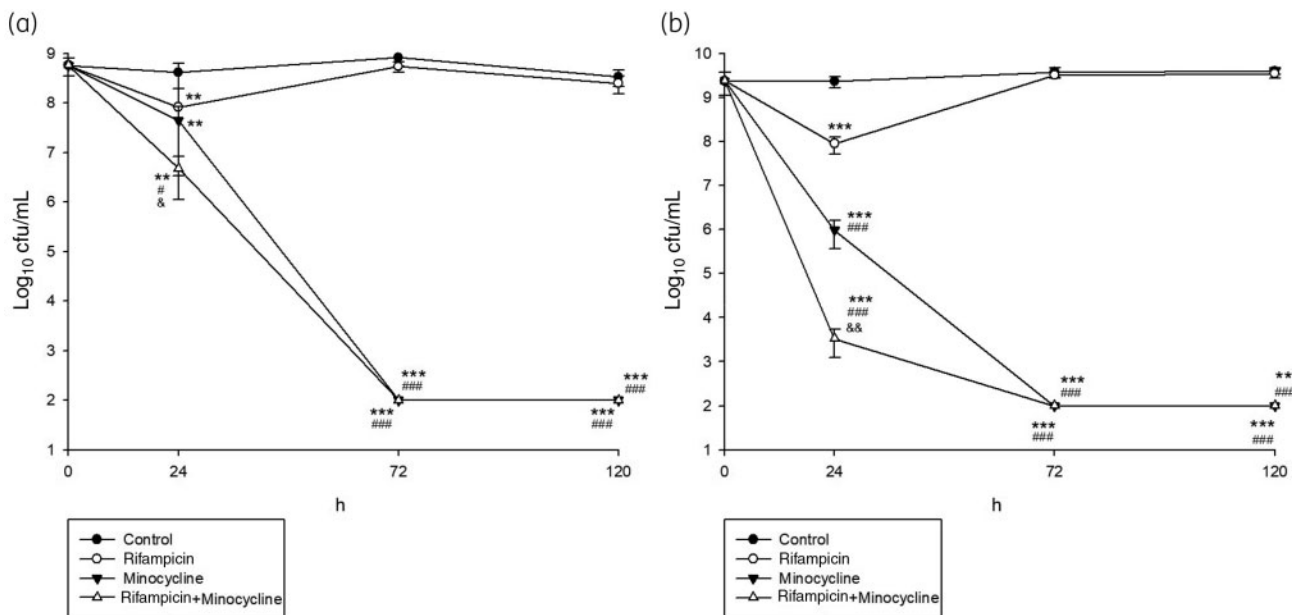 (a)
9
8
7
6
5
4
3
2
1
Log10 cfu/mL
**
**
**
#
&
***
###
***
###
***
###
***
###
0 24 72 120
h
Control
Rifampicin
Minocycline
Rifampicin+Minocycline
(b)
10
9
8
7
6
5
4
3
2
1
Log10 cfu/mL
***
***
###
***
###
&&
***
###
***
###
**
###
***
###
0 24 72 120
h
Control
Rifampicin
Minocycline
Rifampicin+Minocycline